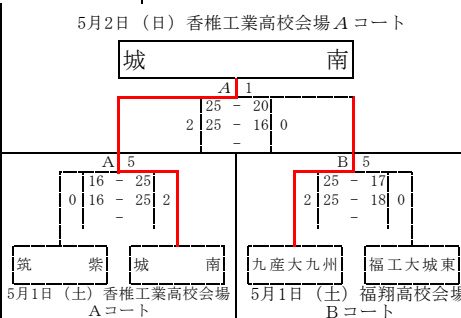 5月2日（日）香椎工業高校会場Aコート
城　南
A 1
25 - 20
2 25 - 16 0
-
A 5
16 - 25
0 16 - 25 2
-
B 5
25 - 17
2 25 - 18 0
-
筑　紫
城　南
九産大九州
福工大城東
5月1日（土）香椎工業高校会場
Aコート
5月1日（土）福翔高校会場
Bコート